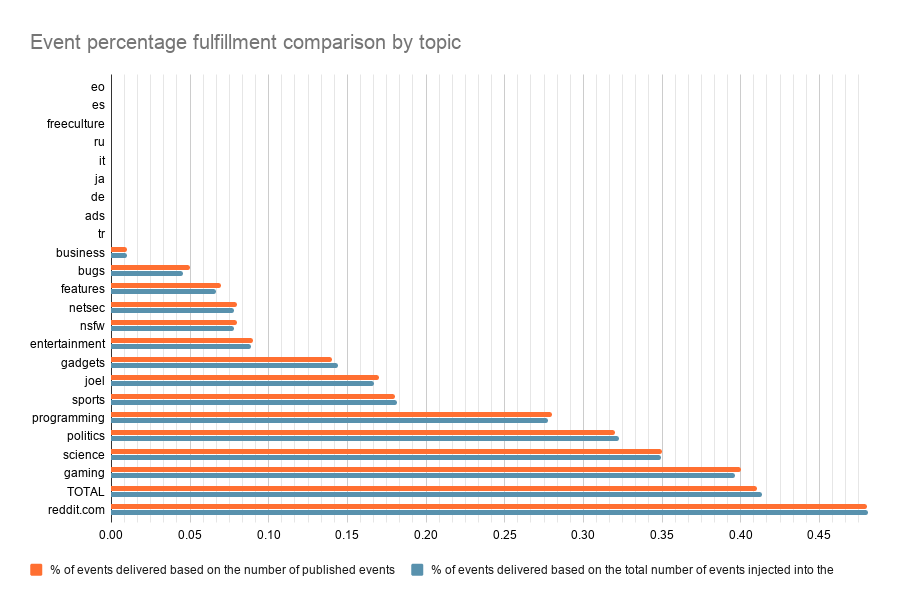 Event percentage fulfillment comparison by topic
eo
es
freeculture
ru
it
ja
de
ads
tr
business
bugs
features
netsec
nsfw
entertainment
gadgets
joel
sports
programming
politics
science
gaming
TOTAL
reddit.com
0.00 0.05 0.10 0.15 0.20 0.25 0.30 0.35 0.40 0.45
% of events delivered based on the number of published events % of events delivered based on the total number of events injected into the